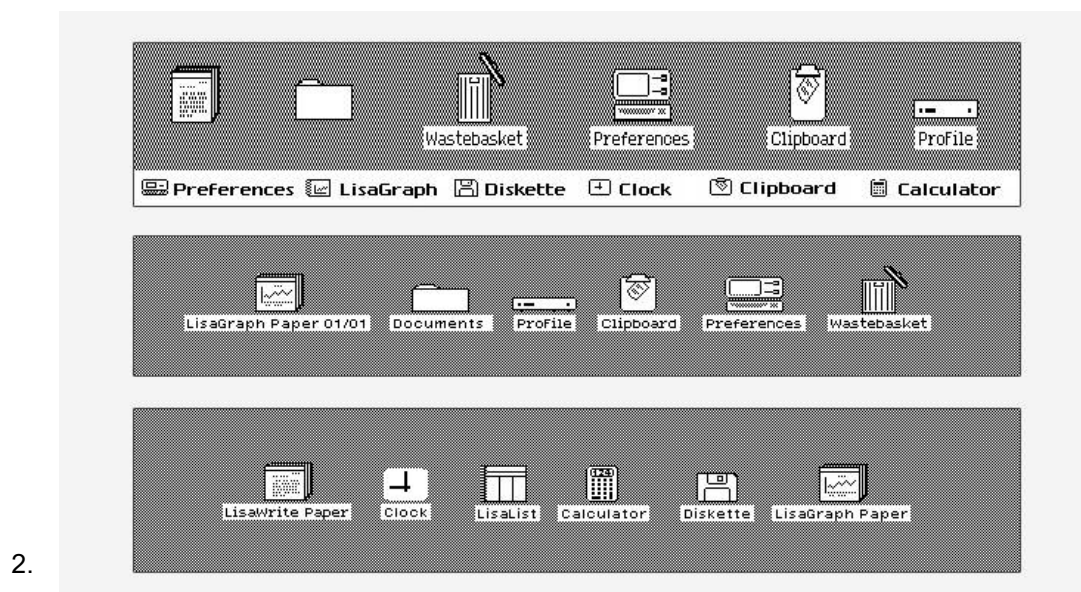 Wastebasket Preferences Clipboard ProFile
Preferences LisaGraph Diskette Clock Clipboard Calculator
LisaGraph Paper 01/01 Documents ProFile Clipboard Preferences Wastebasket
LisaWrite Paper Clock LisaList Calculator Diskette LisaGraph Paper
2.